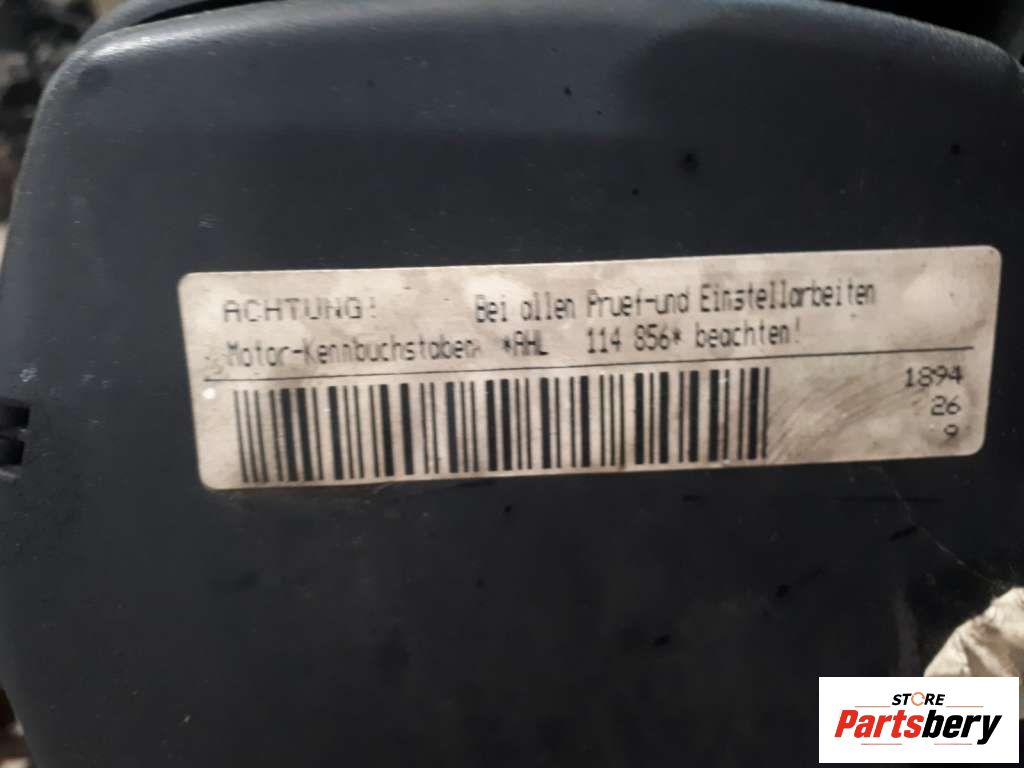 ACHTUNG! Bei allen Pruef-und Einstellarbeiten
Motor-Kennbuchstaben *AHL 114 856* beachten!
1894
26
9
STORE
Partsbery